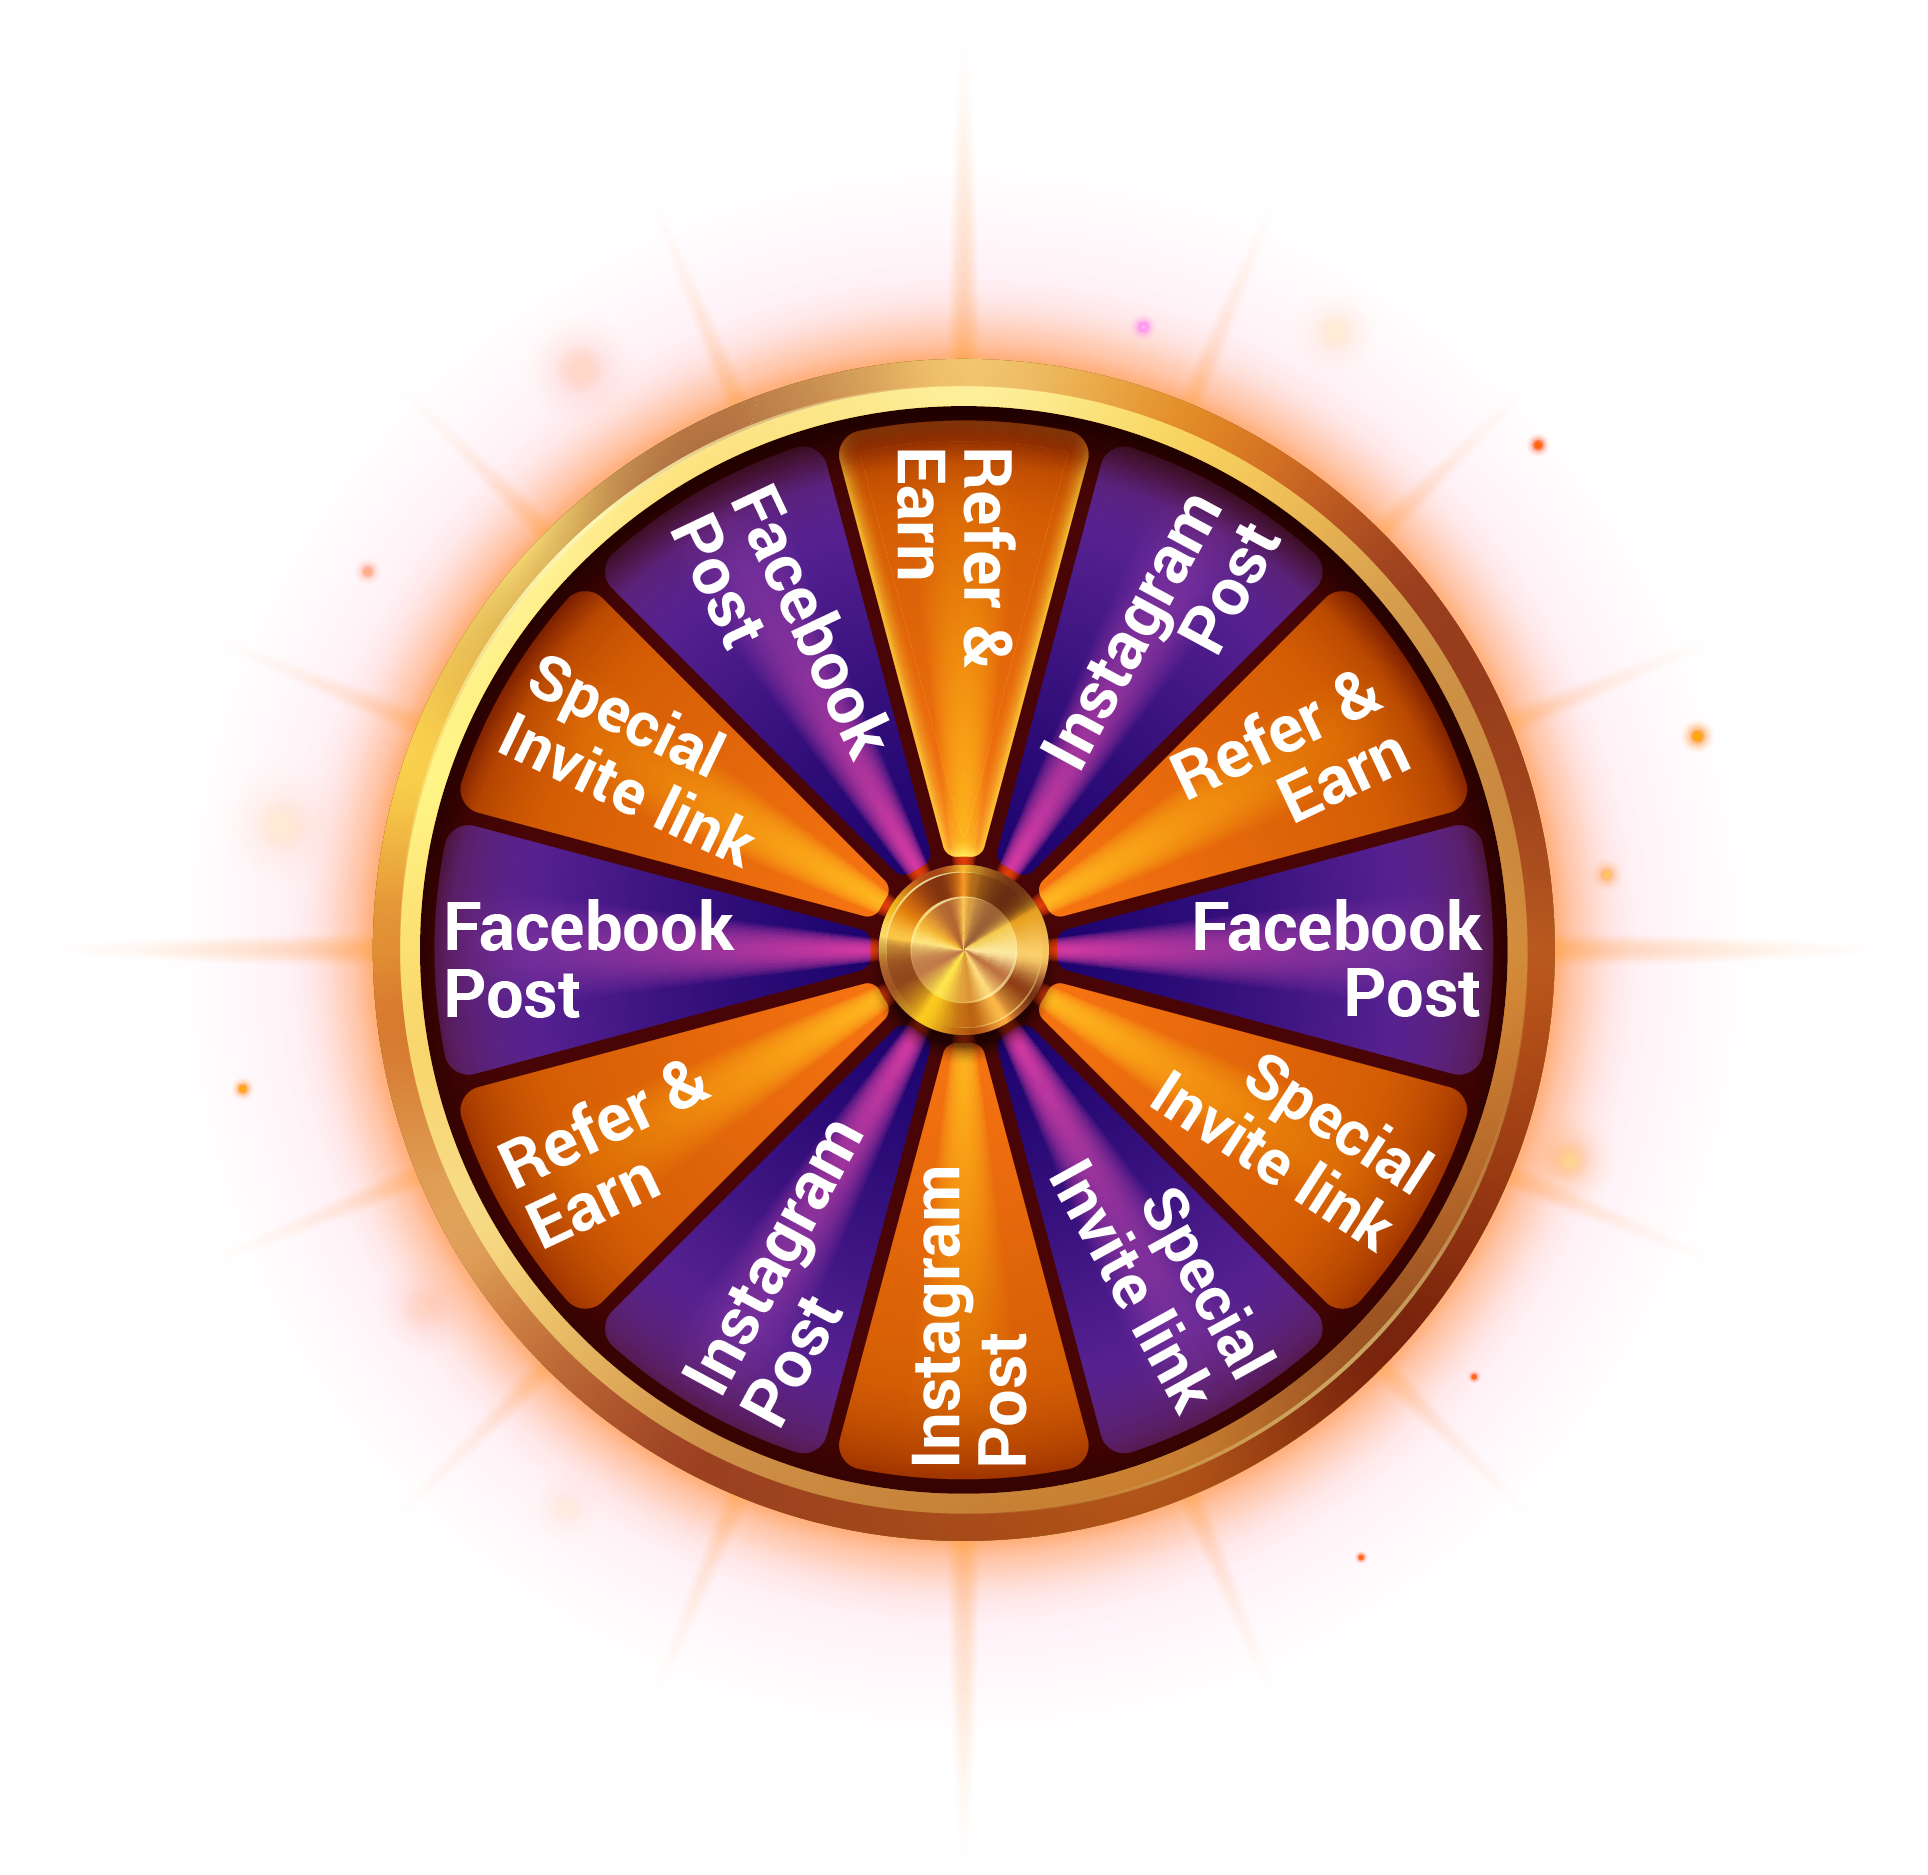 Refer &
Earn
Instagram
Post
Refer &
Earn
Facebook
Post
Special
Invite link
Special
Invite link
Instagram
Post
Instagram
Post
Refer &
Earn
Facebook
Post
Special
Invite link
Facebook
Post